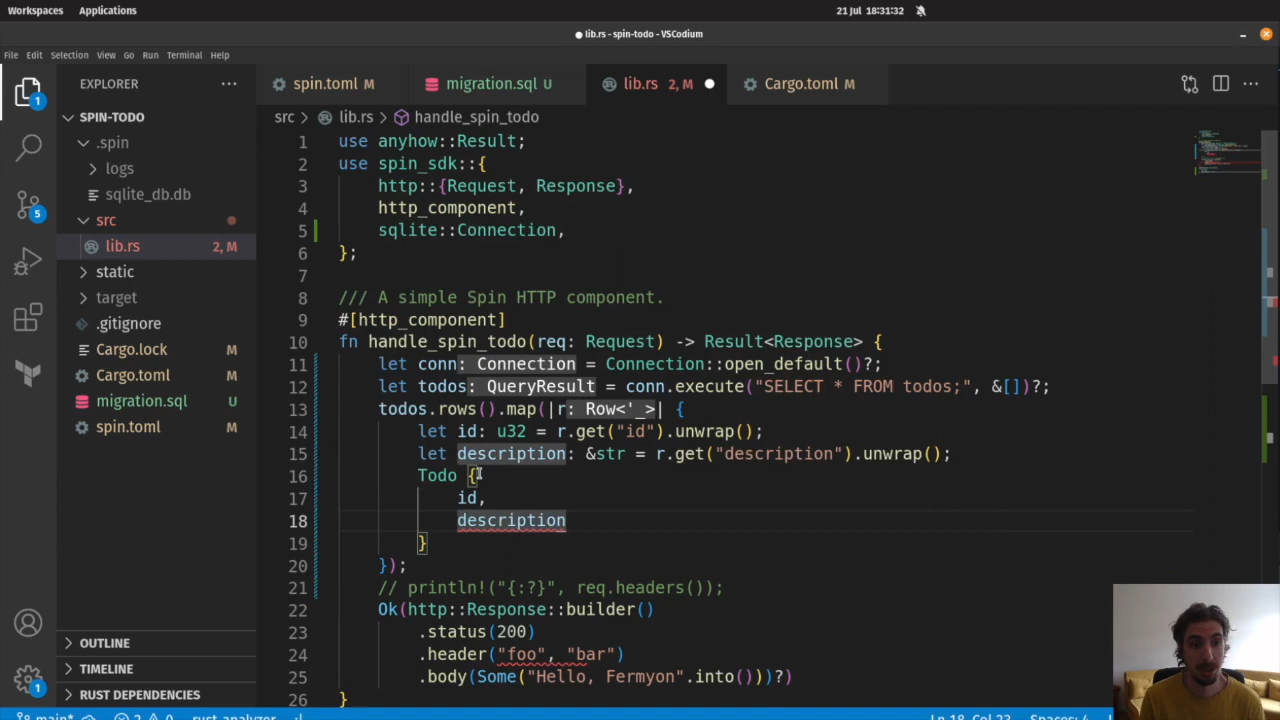 Workspaces Applications 21 Jul 18:31:32
● lib.rs - spin-todo - VSCodium
File Edit Selection View Go Run Terminal Help
EXPLORER ··· spin.toml M migration.sql U lib.rs 2, M ● Cargo.toml M ···
src > lib.rs > handle_spin_todo
SPIN-TODO
.spin
logs
sqlite_db.db
src
lib.rs 2, M
static
target
.gitignore
Cargo.lock M
Cargo.toml M
migration.sql U
spin.toml M
OUTLINE
TIMELINE
RUST DEPENDENCIES
1
5
1
1 use anyhow::Result;
2 use spin_sdk::{
3 http::{Request, Response},
4 http_component,
5 sqlite::Connection,
6 };
7
8 /// A simple Spin HTTP component.
9 #[http_component]
10 fn handle_spin_todo(req: Request) -> Result<Response> {
11 let conn: Connection = Connection::open_default()?;
12 let todos: QueryResult = conn.execute("SELECT * FROM todos;", &[])?;
13 todos.rows().map(|r: Row<'_>| {
14 let id: u32 = r.get("id").unwrap();
15 let description: &str = r.get("description").unwrap();
16 Todo {
17 id,
18 description
19 }
20 });
21 // println!("{:?}", req.headers());
22 Ok(http::Response::builder()
23 .status(200)
24 .header("foo", "bar")
25 .body(Some("Hello, Fermyon".into()))?)
26 }
main* 2 0 rust-analyzer Ln 18, Col 23 Spaces: 4